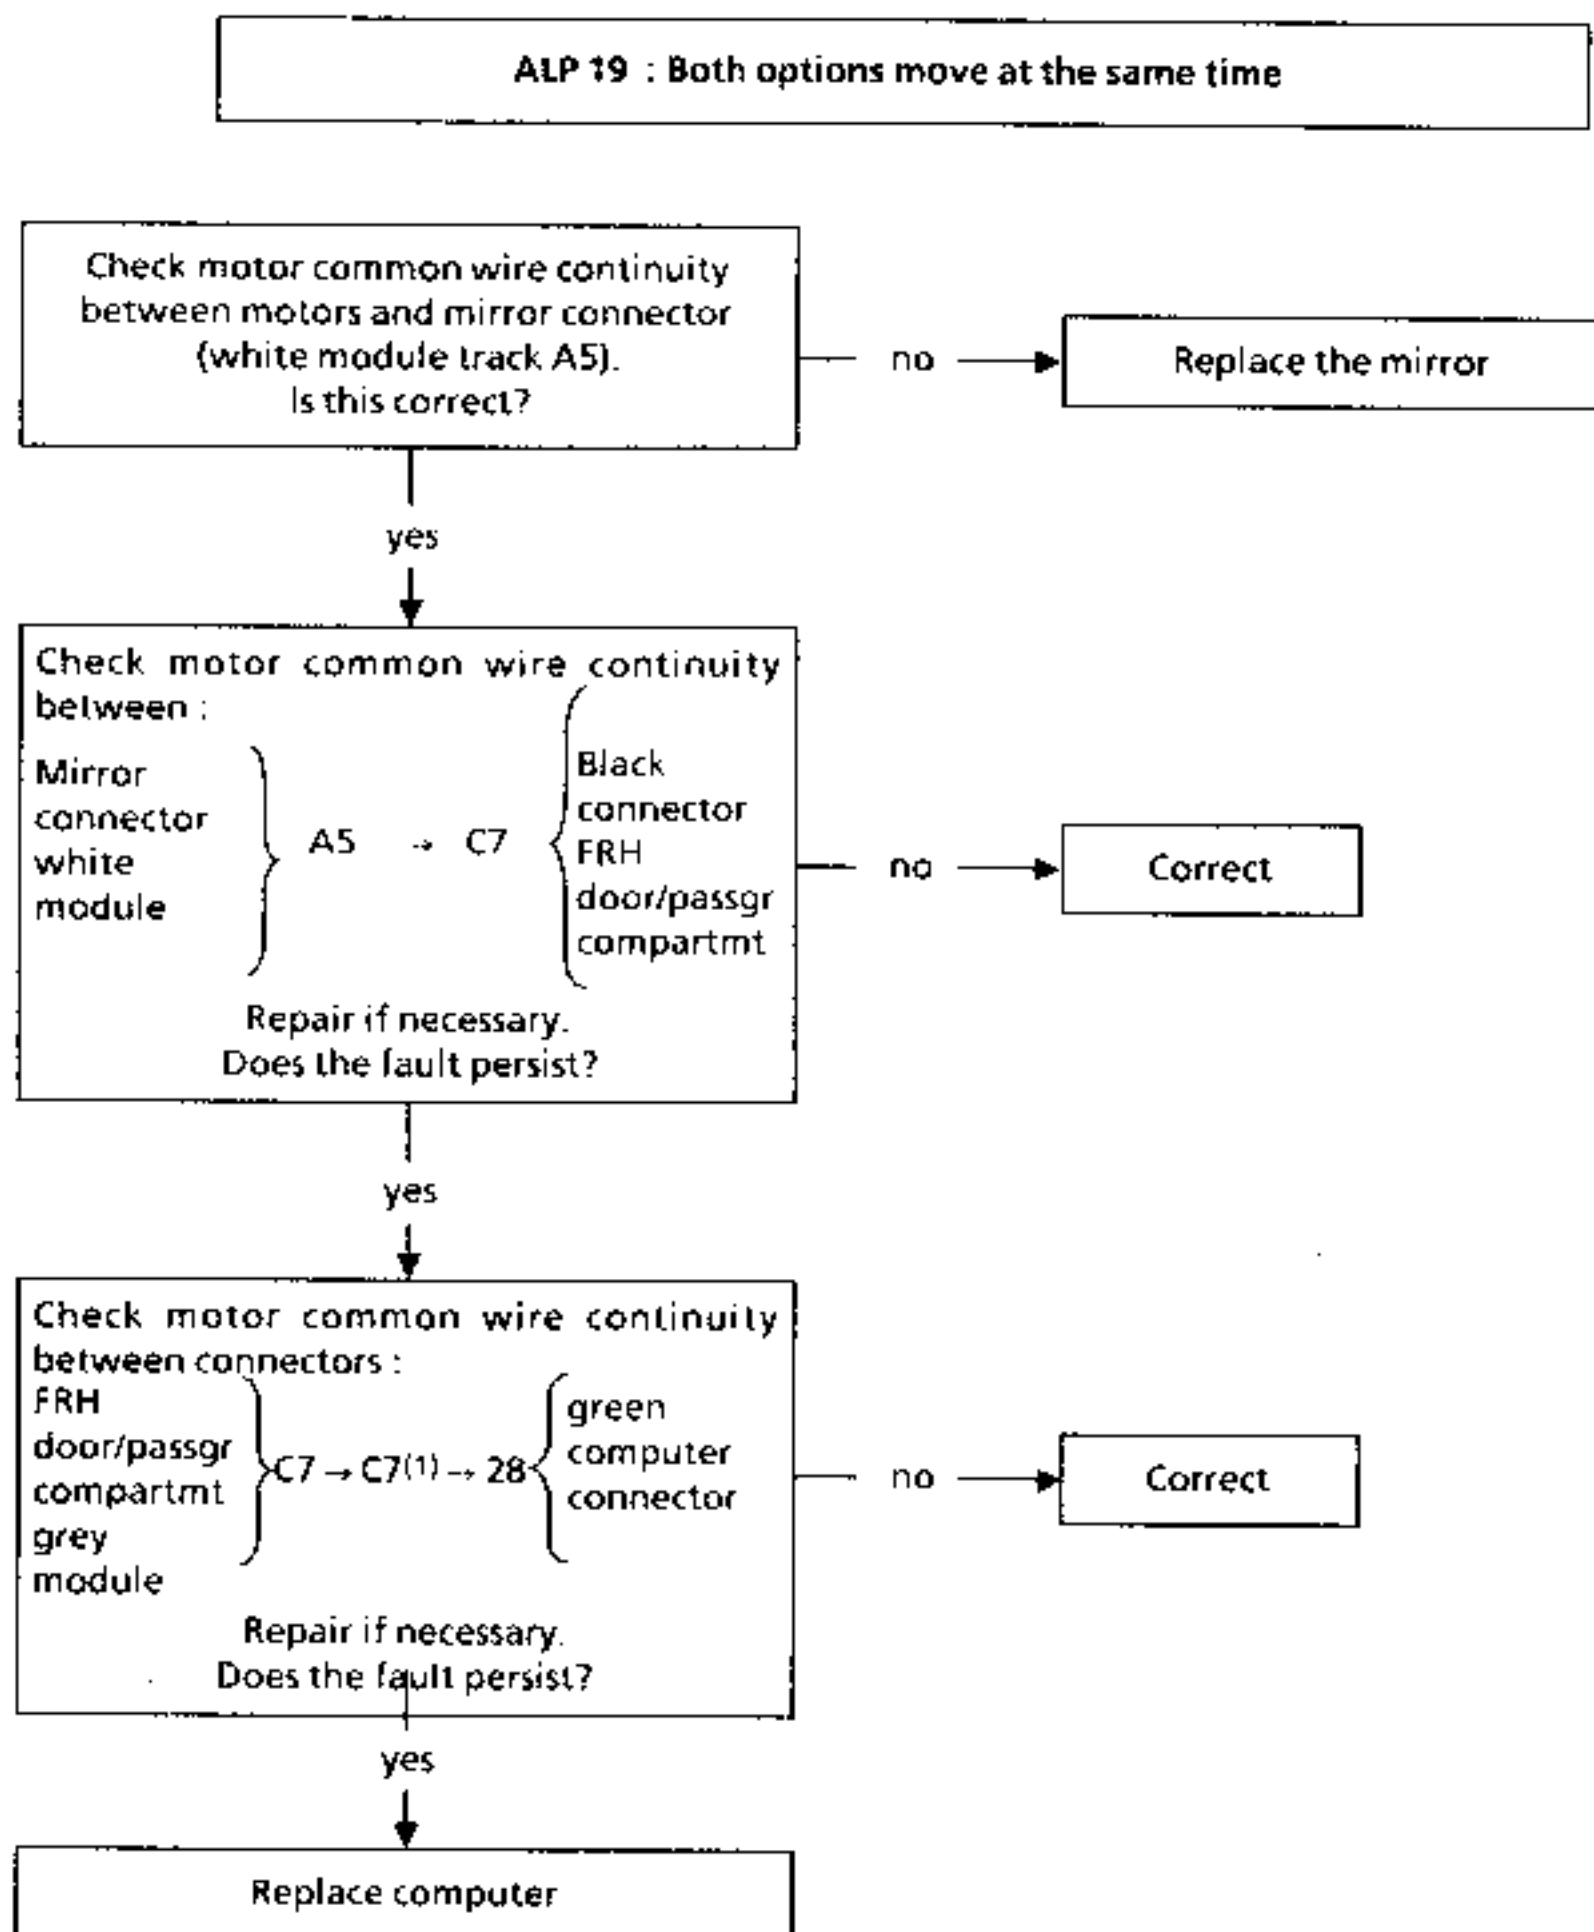 ALP 19 : Both options move at the same time
Check motor common wire continuity
between motors and mirror connector
(white module track A5).
Is this correct?
no
Replace the mirror
yes
Check motor common wire continuity
between :
Mirror
connector
white
module
A5 → C7
Black
connector
FRH
door/passgr
compartmt
Repair if necessary.
Does the fault persist?
no
Correct
yes
Check motor common wire continuity
between connectors :
FRH
door/passgr
compartmt
grey
module
C7 → C7(1) → 28
green
computer
connector
Repair if necessary.
Does the fault persist?
no
Correct
yes
Replace computer